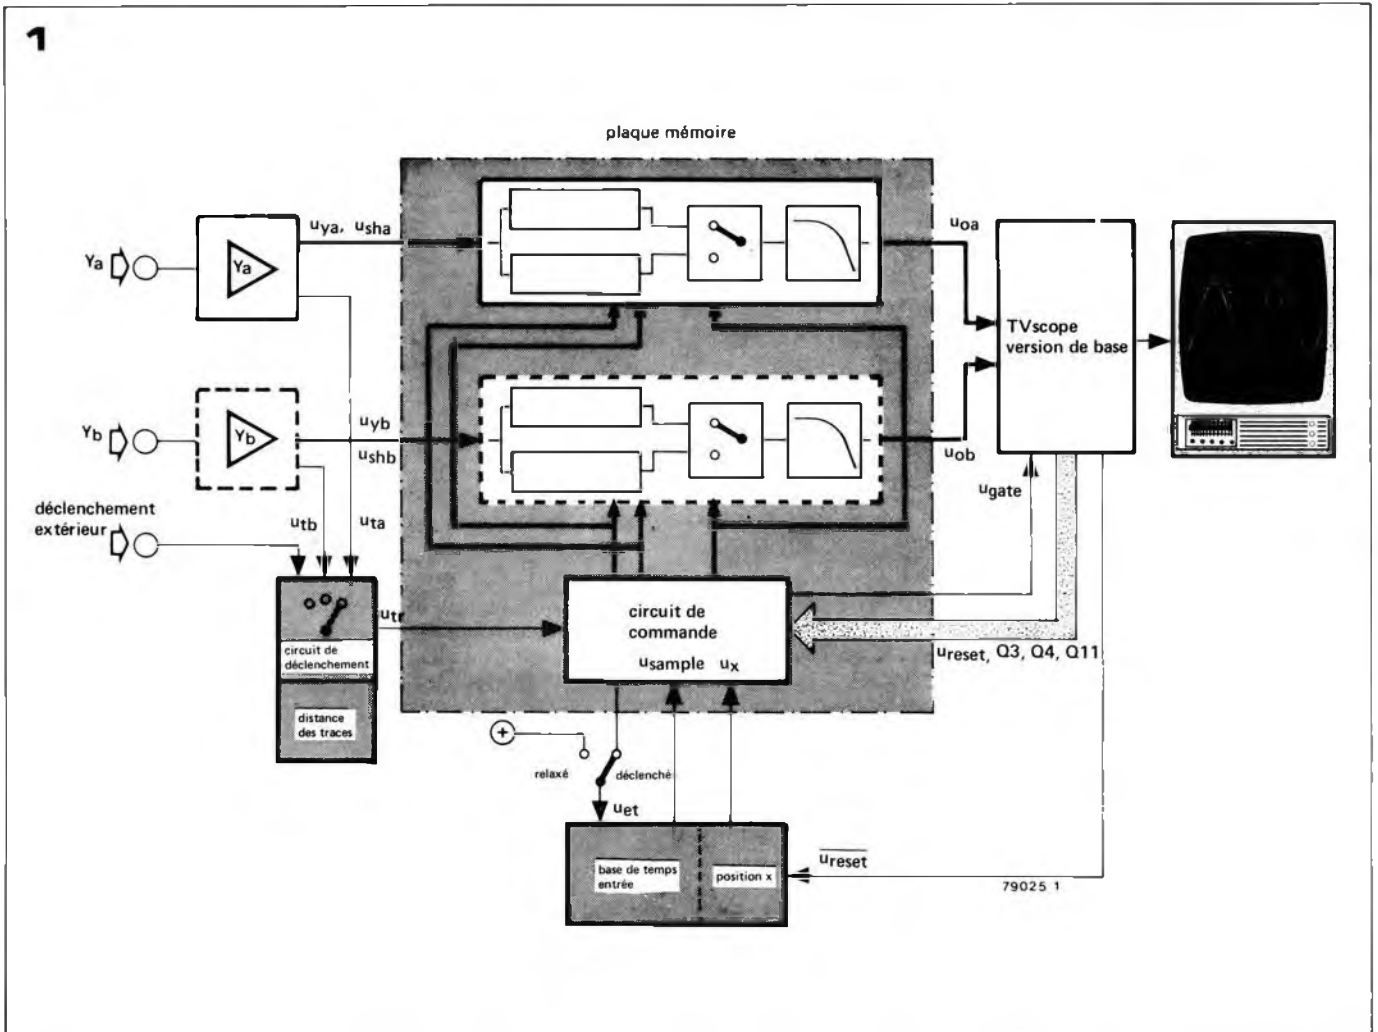 1
plaque mémoire
uya, usha
uoa
Ya
Ya
TVscope
version de base
Yb
Yb
uyb
ushb
uob
ugate
déclenchement
extérieur
utb
uta
utr
circuit de
déclenchement
distance
des traces
circuit de
commande
usample ux
ureset, Q3, Q4, Q11
+
relaxé
déclenché
uet
base de temps
entrée
position x
ureset
79025 1